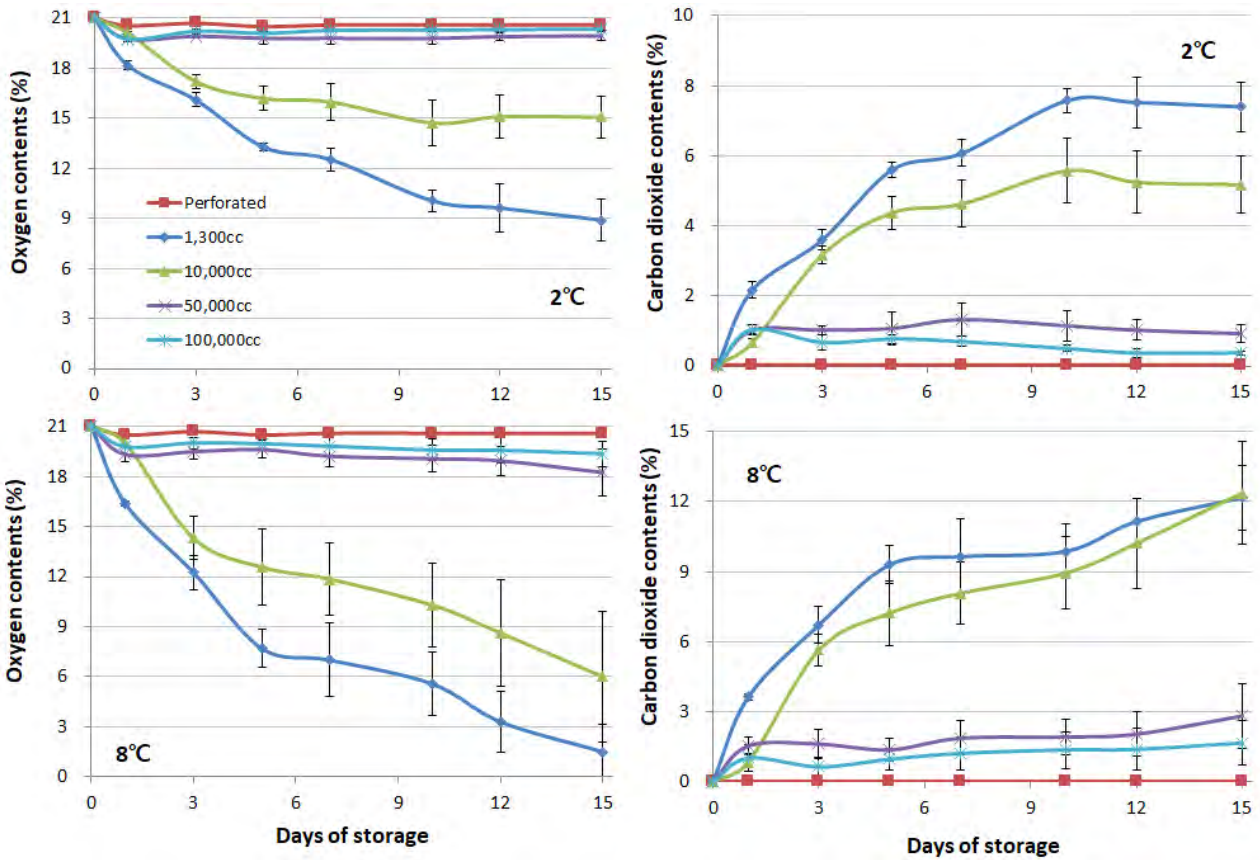 Oxygen contents (%)
21
18
15
12
9
6
3
0
Perforated
1,300cc
10,000cc
50,000cc
100,000cc
2℃
0 3 6 9 12 15
Carbon dioxide contents (%)
10
8
6
4
2
0
2℃
0 3 6 9 12 15
Oxygen contents (%)
21
18
15
12
9
6
3
0
8℃
0 3 6 9 12 15
Days of storage
Carbon dioxide contents (%)
15
12
9
6
3
0
8℃
0 3 6 9 12 15
Days of storage